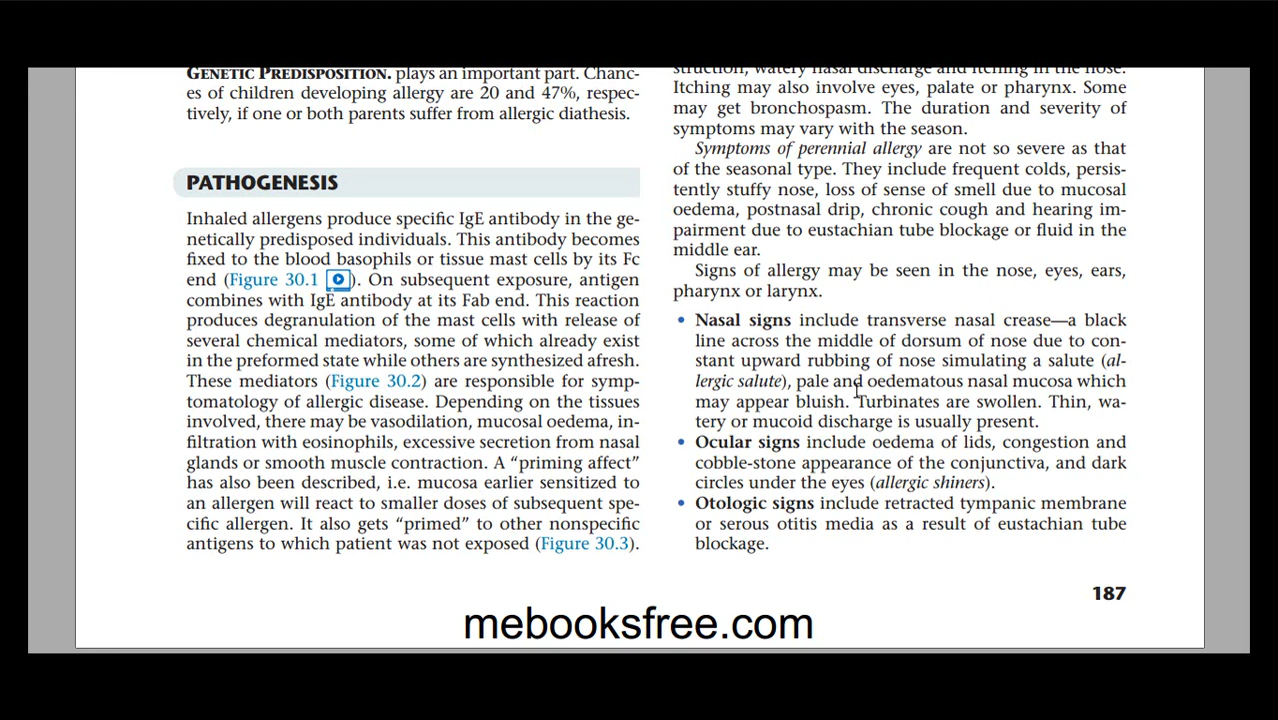 GENETIC PREDISPOSITION. plays an important part. Chanc-
es of children developing allergy are 20 and 47%, respec-
tively, if one or both parents suffer from allergic diathesis.
PATHOGENESIS
Inhaled allergens produce specific IgE antibody in the ge-
netically predisposed individuals. This antibody becomes
fixed to the blood basophils or tissue mast cells by its Fc
end (Figure 30.1 ). On subsequent exposure, antigen
combines with IgE antibody at its Fab end. This reaction
produces degranulation of the mast cells with release of
several chemical mediators, some of which already exist
in the preformed state while others are synthesized afresh.
These mediators (Figure 30.2) are responsible for symp-
tomatology of allergic disease. Depending on the tissues
involved, there may be vasodilation, mucosal oedema, in-
filtration with eosinophils, excessive secretion from nasal
glands or smooth muscle contraction. A “priming affect”
has also been described, i.e. mucosa earlier sensitized to
an allergen will react to smaller doses of subsequent spe-
cific allergen. It also gets “primed” to other nonspecific
antigens to which patient was not exposed (Figure 30.3).
struction, watery nasal discharge and itching in the nose.
Itching may also involve eyes, palate or pharynx. Some
may get bronchospasm. The duration and severity of
symptoms may vary with the season.
Symptoms of perennial allergy are not so severe as that
of the seasonal type. They include frequent colds, persis-
tently stuffy nose, loss of sense of smell due to mucosal
oedema, postnasal drip, chronic cough and hearing im-
pairment due to eustachian tube blockage or fluid in the
middle ear.
Signs of allergy may be seen in the nose, eyes, ears,
pharynx or larynx.
• Nasal signs include transverse nasal crease—a black
line across the middle of dorsum of nose due to con-
stant upward rubbing of nose simulating a salute (al-
lergic salute), pale and oedematous nasal mucosa which
may appear bluish. Turbinates are swollen. Thin, wa-
tery or mucoid discharge is usually present.
• Ocular signs include oedema of lids, congestion and
cobble-stone appearance of the conjunctiva, and dark
circles under the eyes (allergic shiners).
• Otologic signs include retracted tympanic membrane
or serous otitis media as a result of eustachian tube
blockage.
187
mebooksfree.com